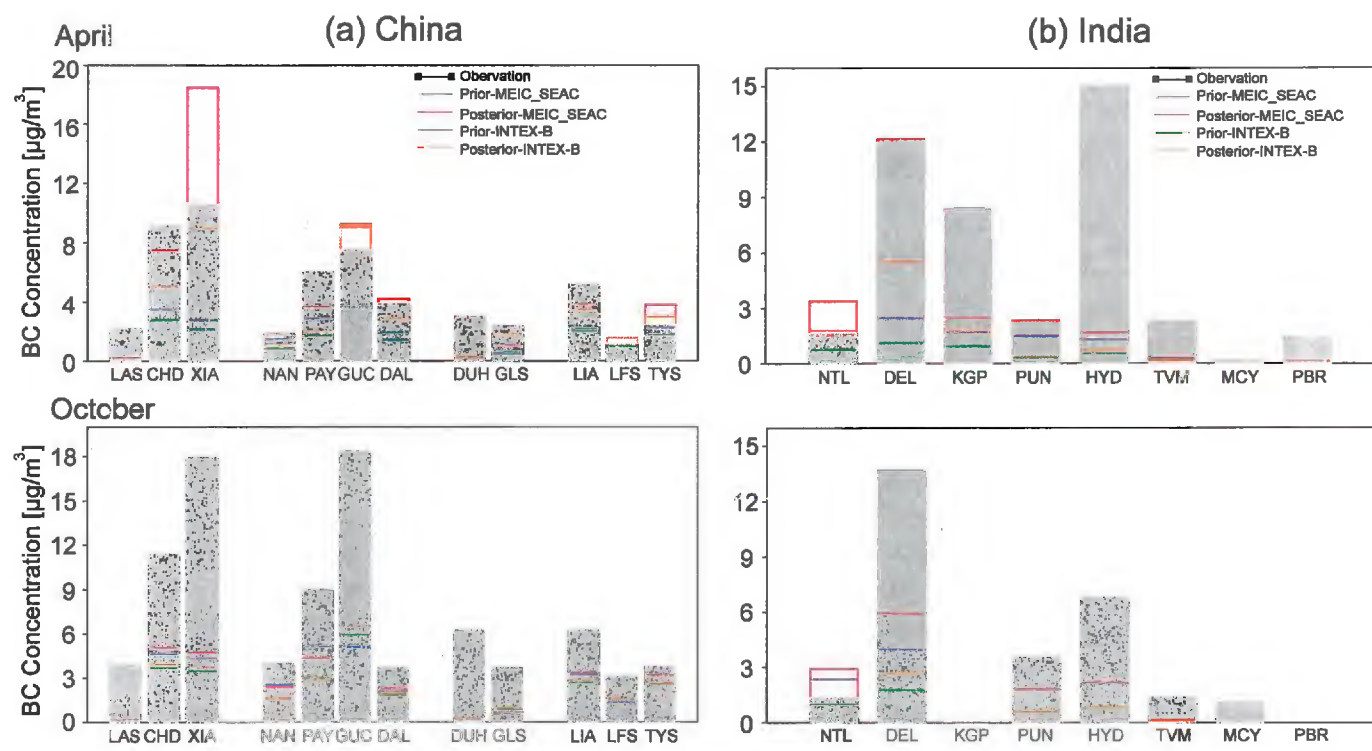 April
(a) China
(b) India
BC Concentration [μg/m³]
20
16
12
8
4
0
Obervation
Prior-MEIC_SEAC
Posterior-MEIC_SEAC
Prior-INTEX-B
Posterior-INTEX-B
LAS CHD XIA NAN PAY GUC DAL DUH GLS LIA LFS TYS
15
12
9
6
3
0
Obervation
Prior-MEIC_SEAC
Posterior-MEIC_SEAC
Prior-INTEX-B
Posterior-INTEX-B
NTL DEL KGP PUN HYD TVM MCY PBR
October
BC Concentration [μg/m³]
18
15
12
9
6
3
0
LAS CHD XIA NAN PAY GUC DAL DUH GLS LIA LFS TYS
15
12
9
6
3
0
NTL DEL KGP PUN HYD TVM MCY PBR